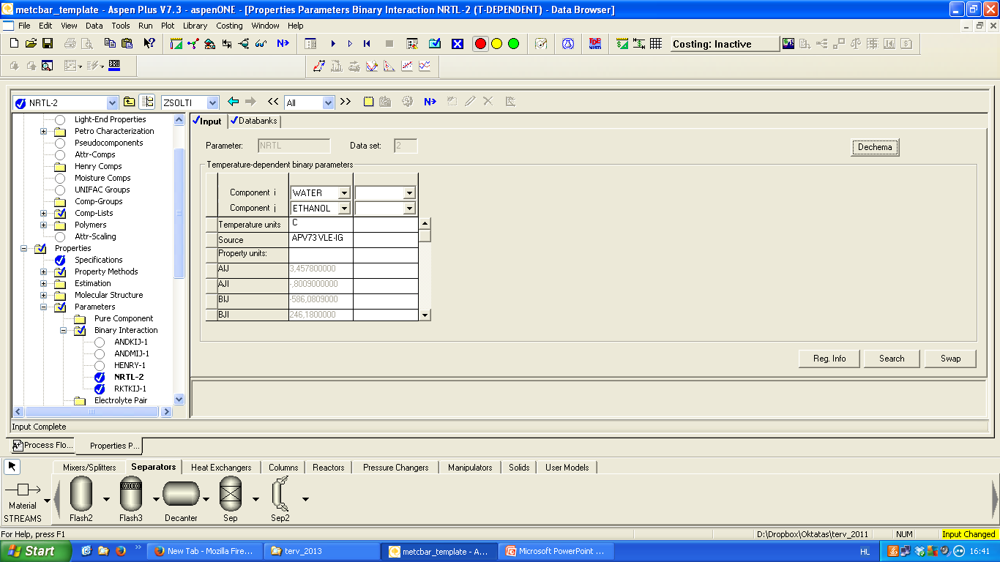 metcbar_template - Aspen Plus V7.3 - aspenONE - [Properties Parameters Binary Interaction NRTL-2 (T-DEPENDENT) - Data Browser]
File Edit View Data Tools Run Plot Library Costing Window Help
N>
Costing: Inactive
NRTL-2 ZSOLTI << All >> N>
Light-End Properties
Petro Characterization
Pseudocomponents
Attr-Comps
Henry Comps
Moisture Comps
UNIFAC Groups
Comp-Groups
Comp-Lists
Polymers
Attr-Scaling
Properties
Specifications
Property Methods
Estimation
Molecular Structure
Parameters
Pure Component
Binary Interaction
ANDKIJ-1
ANDMIJ-1
HENRY-1
NRTL-2
RKTKIJ-1
Electrolyte Pair
Input Databanks
Parameter: NRTL Data set: 2 Dechema
Temperature-dependent binary parameters
Component i WATER
Component j ETHANOL
Temperature units C
Source APV73 VLE-IG
Property units:
AIJ 3,457800000
AJI -,8009000000
BIJ -586,0809000
BJI 246,1800000
Reg. Info Search Swap
Input Complete
Process Flo... Properties P...
Mixers/Splitters Separators Heat Exchangers Columns Reactors Pressure Changers Manipulators Solids User Models
Material
STREAMS Flash2 Flash3 Decanter Sep Sep2
For Help, press F1 D:\Dropbox\Oktatas\terv_2011 NUM Input Changed
Start New Tab - Mozilla Fire... terv_2013 metcbar_template - A... Microsoft PowerPoint ... HL 16:41